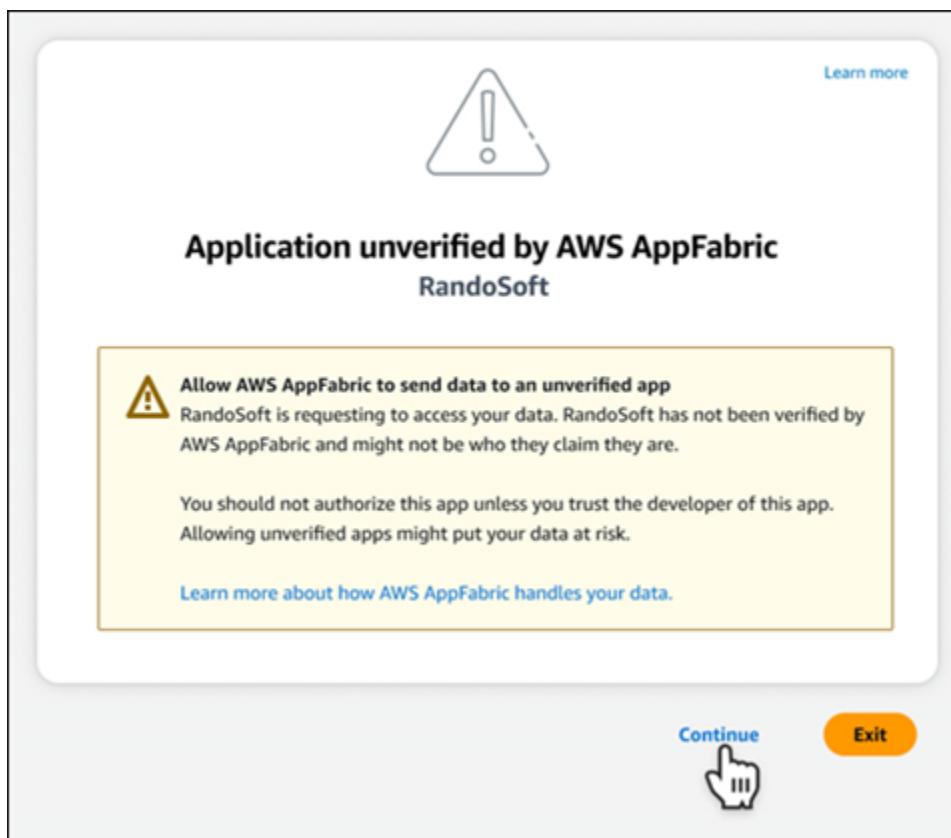 Learn more
Application unverified by AWS AppFabric
RandoSoft
Allow AWS AppFabric to send data to an unverified app
RandoSoft is requesting to access your data. RandoSoft has not been verified by
AWS AppFabric and might not be who they claim they are.
You should not authorize this app unless you trust the developer of this app.
Allowing unverified apps might put your data at risk.
Learn more about how AWS AppFabric handles your data.
Continue
Exit